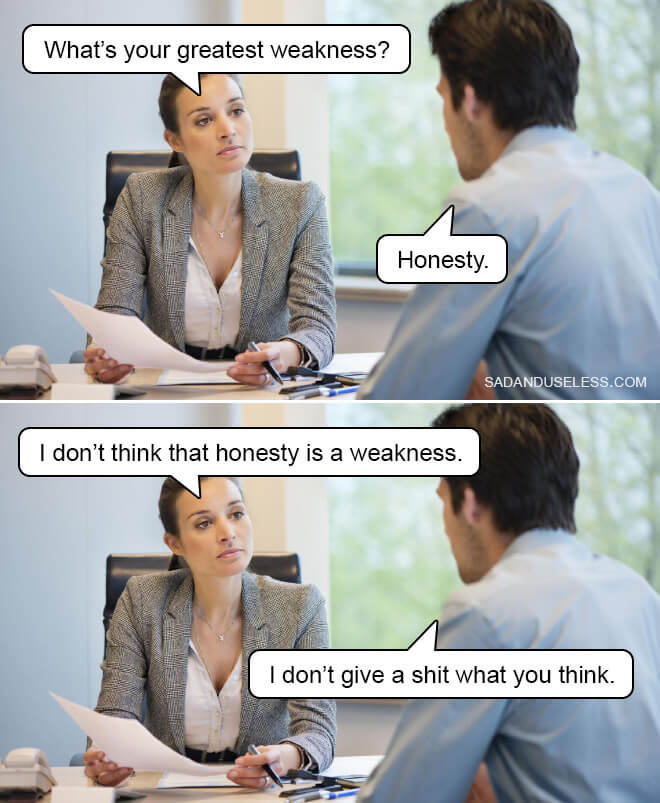 What's your greatest weakness?
Honesty.
SADANDUSELESS.COM
I don't think that honesty is a weakness.
I don't give a shit what you think.